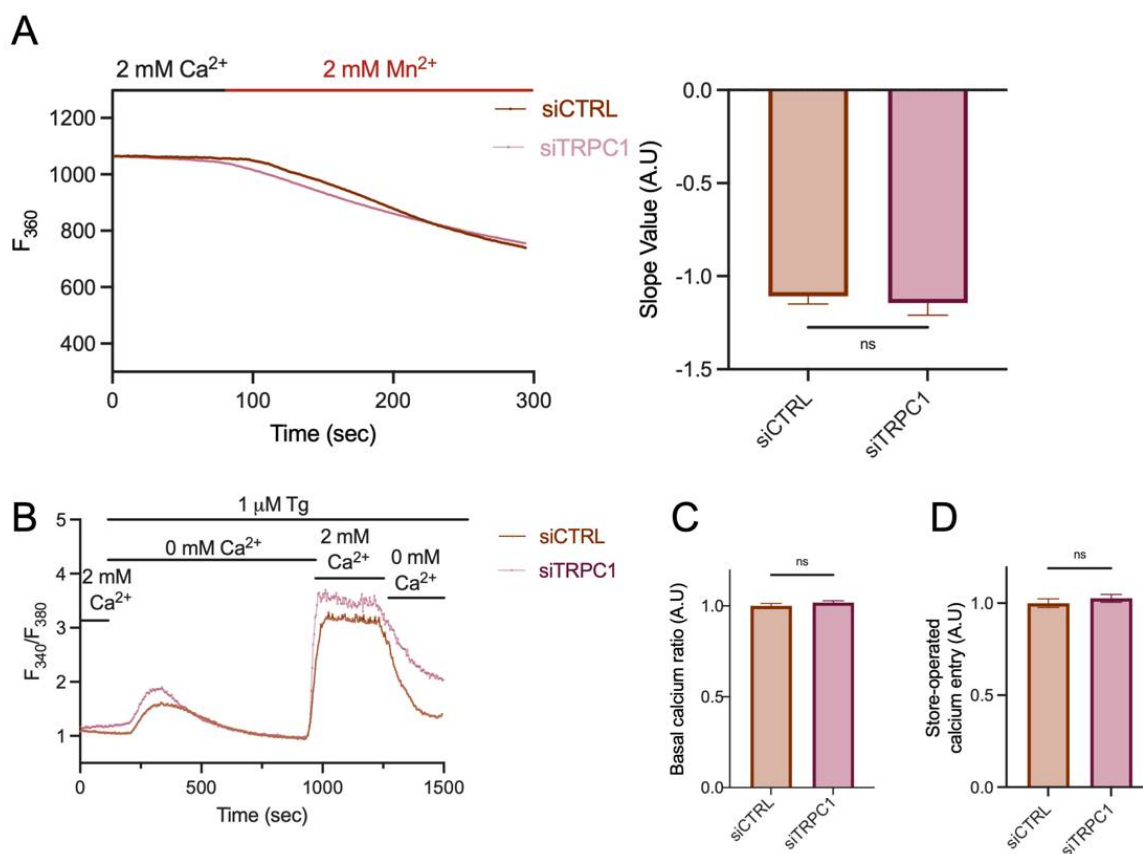 A
2 mM Ca²⁺ 2 mM Mn²⁺
siCTRL
siTRPC1
1200
1000
800
600
400
F₃₆₀
0 100 200 300
Time (sec)
0.0
-0.5
-1.0
-1.5
Slope Value (A.U)
ns
siCTRL
siTRPC1
B
1 µM Tg
0 mM Ca²⁺
2 mM
Ca²⁺
2 mM
Ca²⁺
0 mM
Ca²⁺
siCTRL
siTRPC1
5
4
3
2
1
F₃₄₀/F₃₈₀
0 500 1000 1500
Time (sec)
C
ns
1.0
0.5
0.0
Basal calcium ratio (A.U)
siCTRL
siTRPC1
D
ns
1.0
0.5
0.0
Store-operated
calcium entry (A.U)
siCTRL
siTRPC1